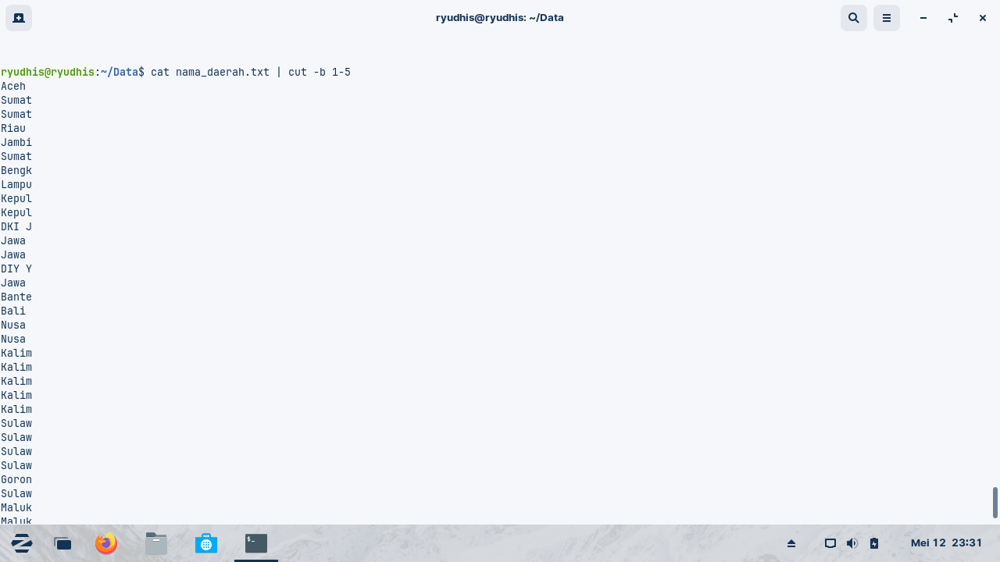 ryudhis@ryudhis: ~/Data
ryudhis@ryudhis:~/Data$ cat nama_daerah.txt | cut -b 1-5
Aceh
Sumat
Sumat
Riau
Jambi
Sumat
Bengk
Lampu
Kepul
Kepul
DKI J
Jawa
Jawa
DIY Y
Jawa
Bante
Bali
Nusa
Nusa
Kalim
Kalim
Kalim
Kalim
Kalim
Sulaw
Sulaw
Sulaw
Sulaw
Goron
Sulaw
Maluk
Maluk
$_
Mei 12 23:31